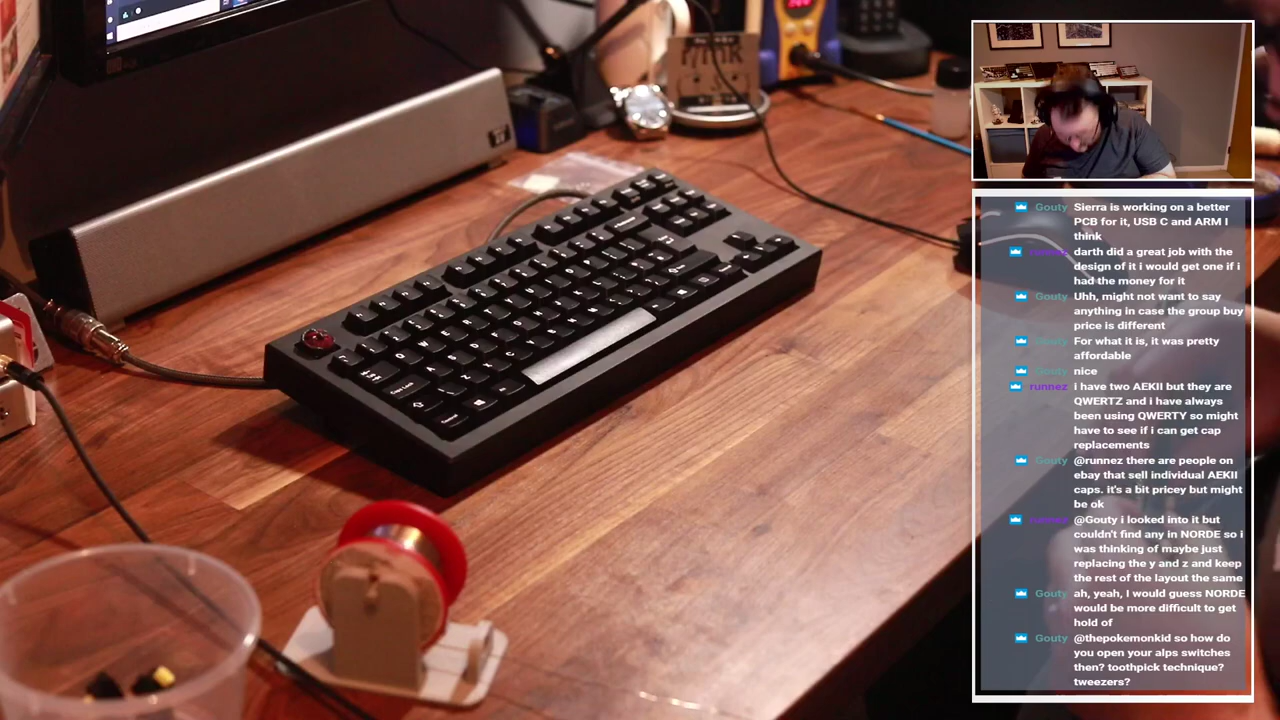 Gouty Sierra is working on a better
PCB for it, USB C and ARM I
think
runnez darth did a great job with the
design of it i would get one if i
had the money for it
Gouty Uhh, might not want to say
anything in case the group buy
price is different
Gouty For what it is, it was pretty
affordable
Gouty nice
runnez i have two AEKII but they are
QWERTZ and i have always
been using QWERTY so might
have to see if i can get cap
replacements
Gouty @runnez there are people on
ebay that sell individual AEKII
caps. it's a bit pricey but might
be ok
runnez @Gouty i looked into it but
couldn't find any in NORDE so i
was thinking of maybe just
replacing the y and z and keep
the rest of the layout the same
Gouty ah, yeah, I would guess NORDE
would be more difficult to get
hold of
Gouty @thepokemonkid so how do
you open your alps switches
then? toothpick technique?
tweezers?